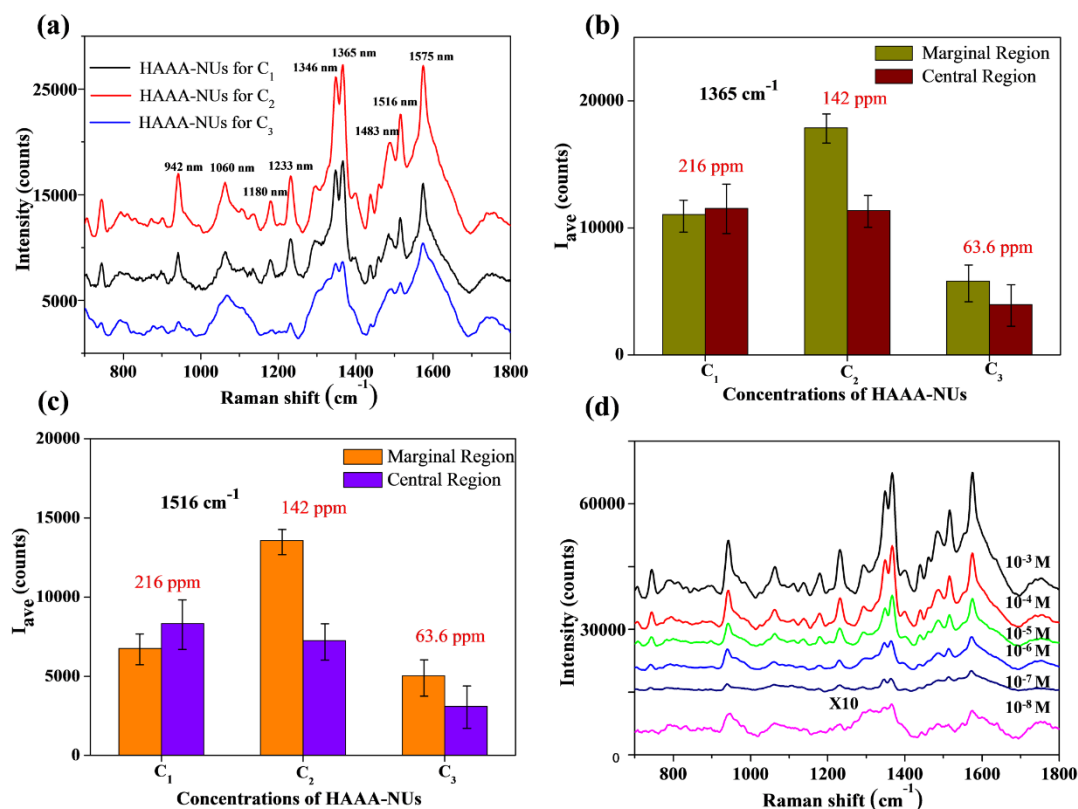 (a)
Intensity (counts)
25000
15000
5000
HAAA-NUs for C₁
HAAA-NUs for C₂
HAAA-NUs for C₃
942 nm
1060 nm
1180 nm
1233 nm
1346 nm
1365 nm
1483 nm
1516 nm
1575 nm
800 1000 1200 1400 1600 1800
Raman shift (cm⁻¹)
(b)
Iₐᵥₑ (counts)
20000
10000
0
Marginal Region
Central Region
1365 cm⁻¹
216 ppm
142 ppm
63.6 ppm
C₁ C₂ C₃
Concentrations of HAAA-NUs
(c)
Iₐᵥₑ (counts)
20000
15000
10000
5000
0
Marginal Region
Central Region
1516 cm⁻¹
216 ppm
142 ppm
63.6 ppm
C₁ C₂ C₃
Concentrations of HAAA-NUs
(d)
Intensity (counts)
60000
30000
0
10⁻³ M
10⁻⁴ M
10⁻⁵ M
10⁻⁶ M
10⁻⁷ M
X10
10⁻⁸ M
800 1000 1200 1400 1600 1800
Raman shift (cm⁻¹)